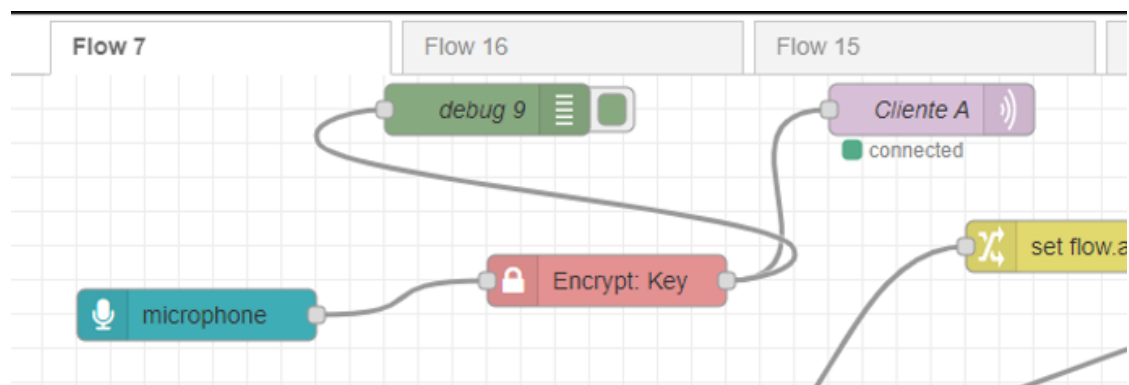 Flow 7
Flow 16
Flow 15
debug 9
Cliente A
connected
set flow.a
Encrypt: Key
microphone